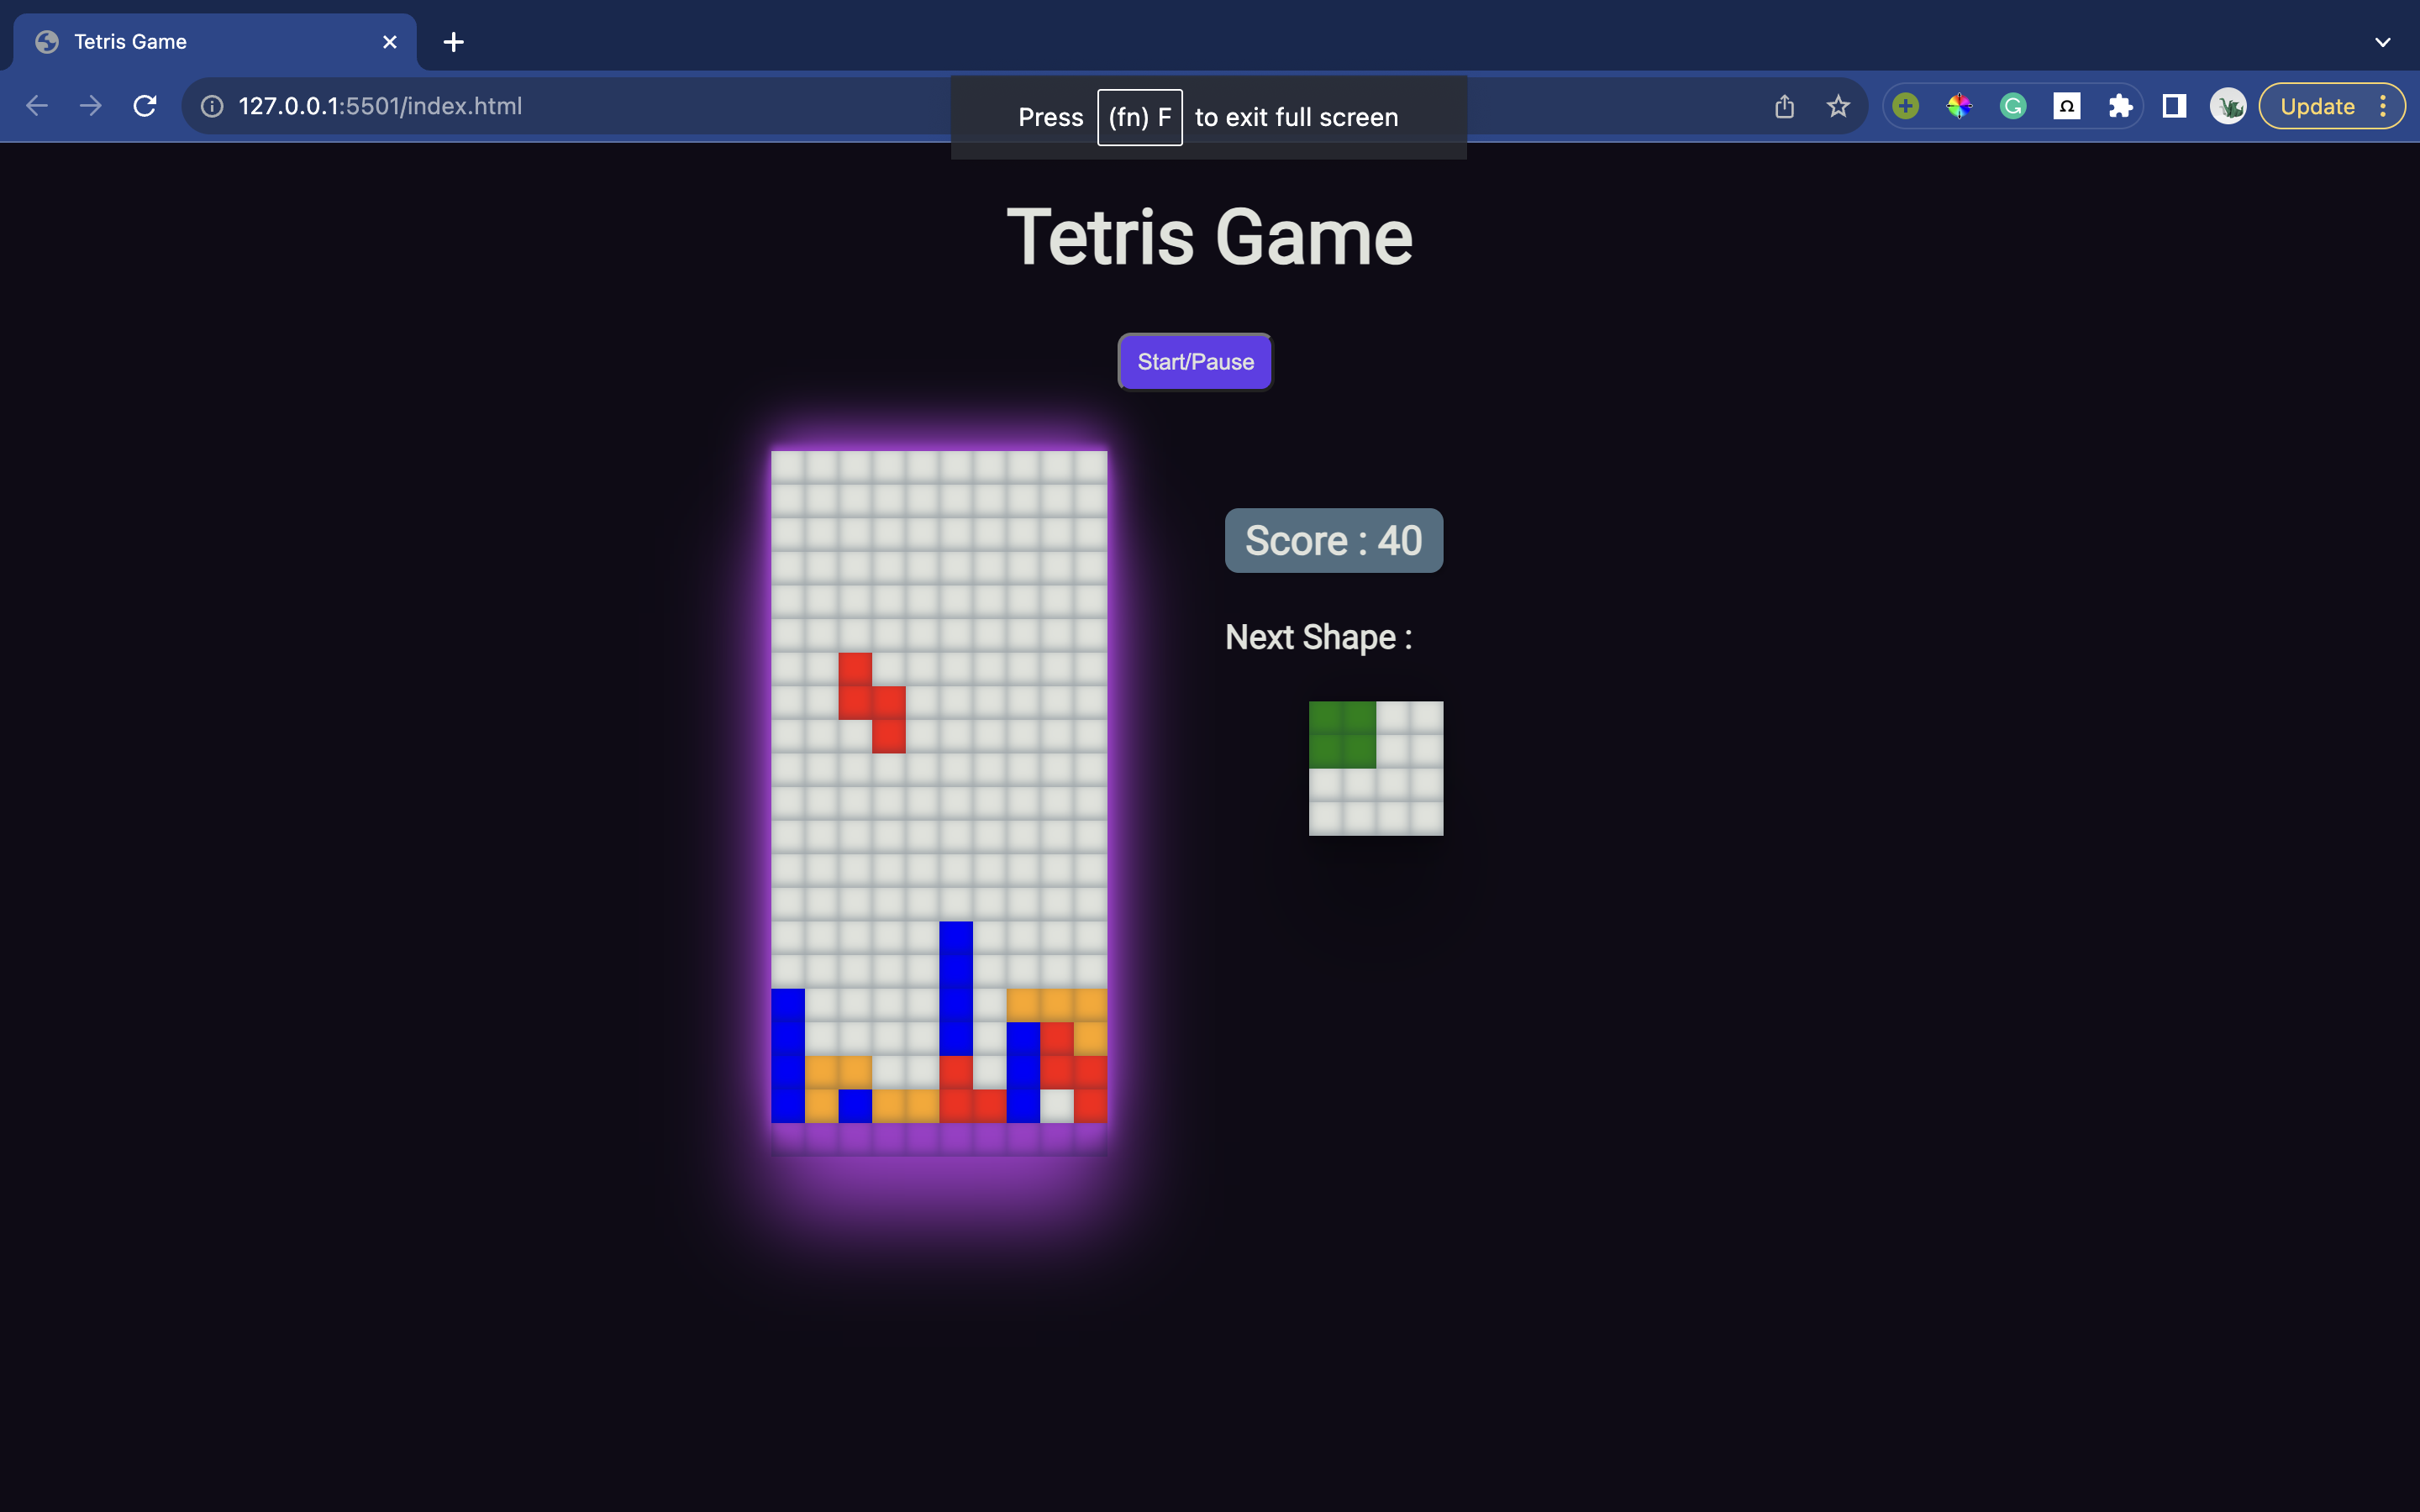 Tetris Game
127.0.0.1:5501/index.html
Update
Press (fn) F to exit full screen
Tetris Game
Start/Pause
Score : 40
Next Shape :